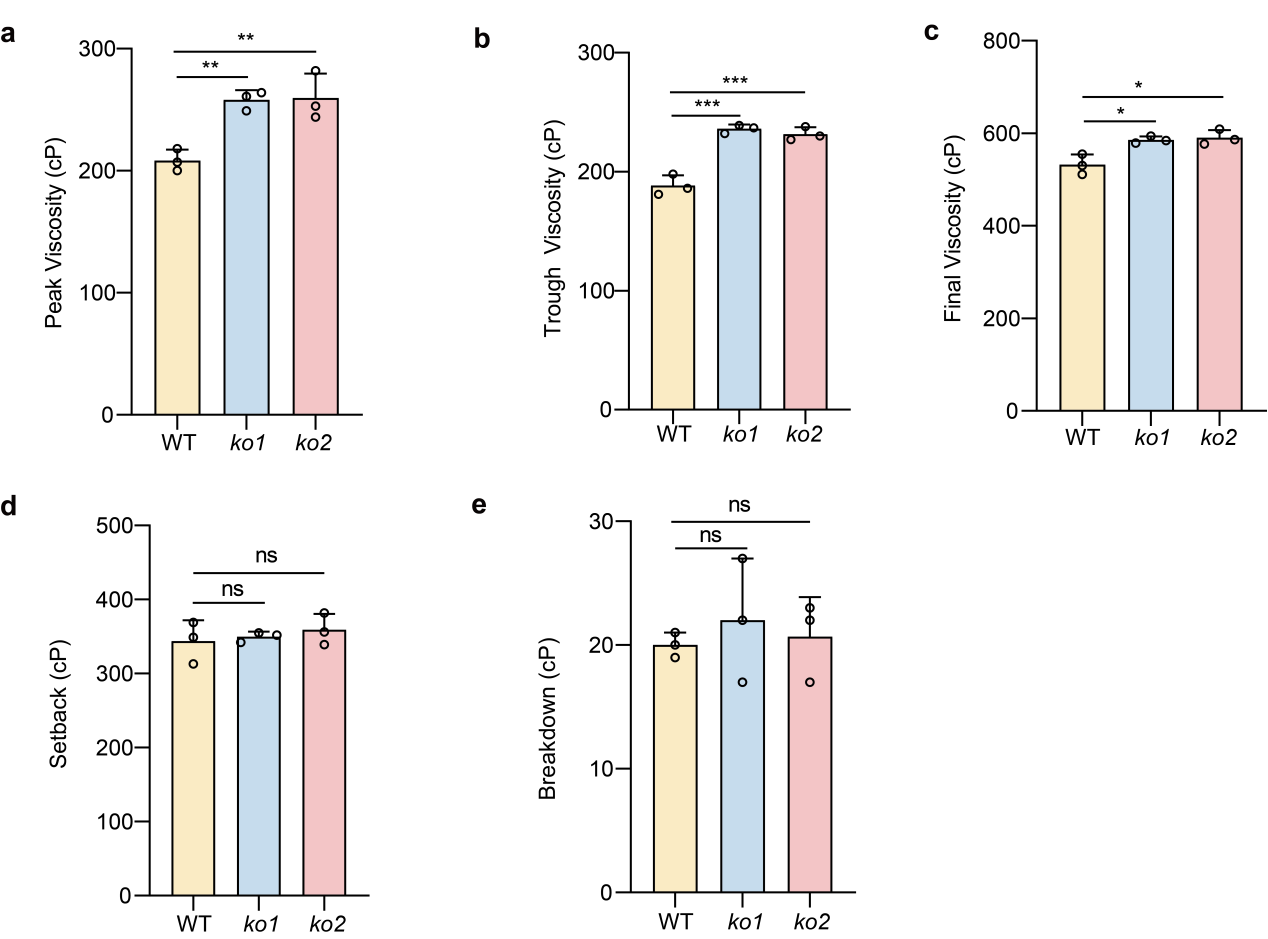 a
Peak Viscosity (cP)
300
200
100
0
**
**
WT ko1 ko2
b
Trough Viscosity (cP)
300
200
100
0
***
***
WT ko1 ko2
c
Final Viscosity (cP)
800
600
400
200
0
*
*
WT ko1 ko2
d
Setback (cP)
500
400
300
200
100
0
ns
ns
WT ko1 ko2
e
Breakdown (cP)
30
20
10
0
ns
ns
WT ko1 ko2